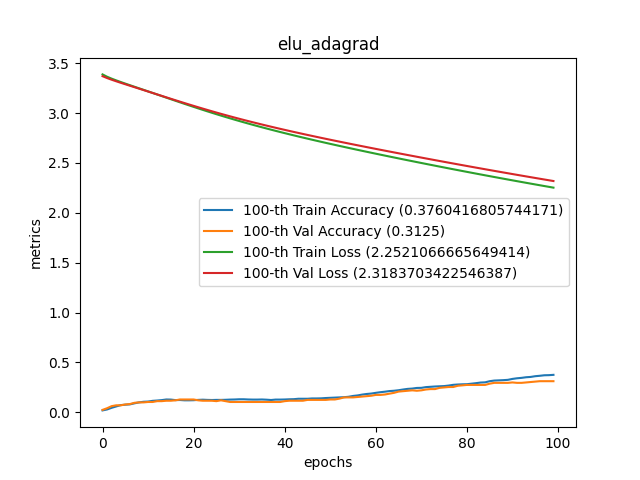 elu_adagrad
3.5
3.0
2.5
2.0
1.5
1.0
0.5
0.0
metrics
100-th Train Accuracy (0.3760416805744171)
100-th Val Accuracy (0.3125)
100-th Train Loss (2.2521066665649414)
100-th Val Loss (2.3183703422546387)
0 20 40 60 80 100
epochs